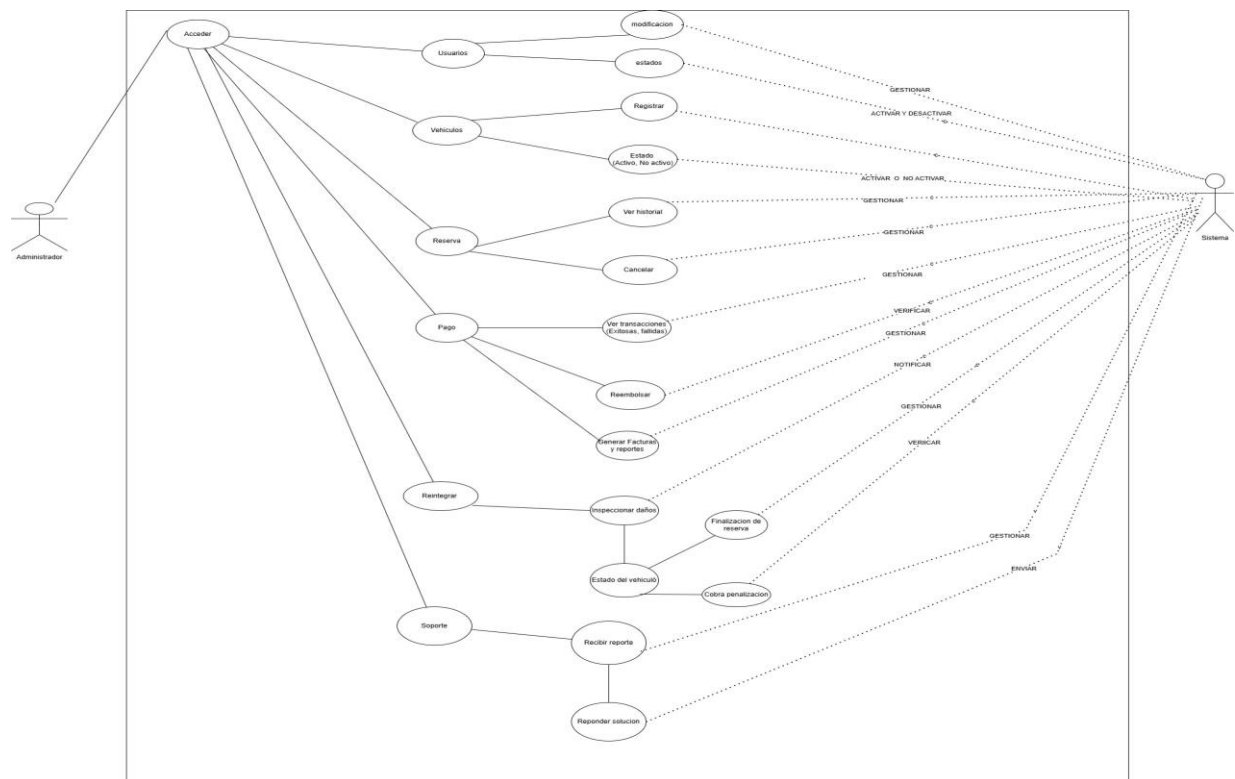 modificacion
Acceder
Usuarios
estados
GESTIONAR
Registrar
ACTIVAR Y DESACTIVAR
Vehiculos
Estado
(Activo, No activo)
ACTIVAR O NO ACTIVAR
GESTIONAR
Ver historial
Reserva
GESTIONAR
Sistema
Administrador
Cancelar
GESTIONAR
VERIFICAR
Pago
Ver transacciones
(Exitosas, fallidas)
GESTIONAR
NOTIFICAR
Reembolsar
GESTIONAR
Generar Facturas
y reportes
VERIICAR
Reintegrar
Inspeccionar daños
Finalizacion de
reserva
GESTIONAR
ENVIAR
Estado del vehiculó
Cobra penalizacion
Soporte
Recibir reporte
Reponder solucion